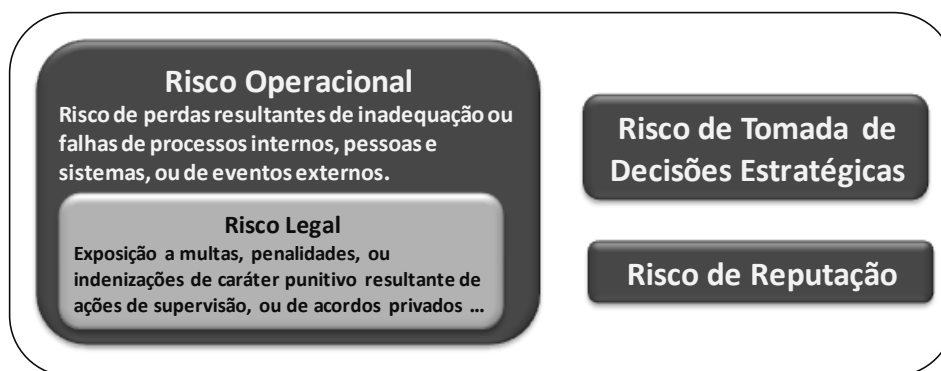 Risco Operacional
Risco de perdas resultantes de inadequação ou
falhas de processos internos, pessoas e
sistemas, ou de eventos externos.
Risco Legal
Exposição a multas, penalidades, ou
indenizações de caráter punitivo resultante de
ações de supervisão, ou de acordos privados ...
Risco de Tomada de
Decisões Estratégicas
Risco de Reputação